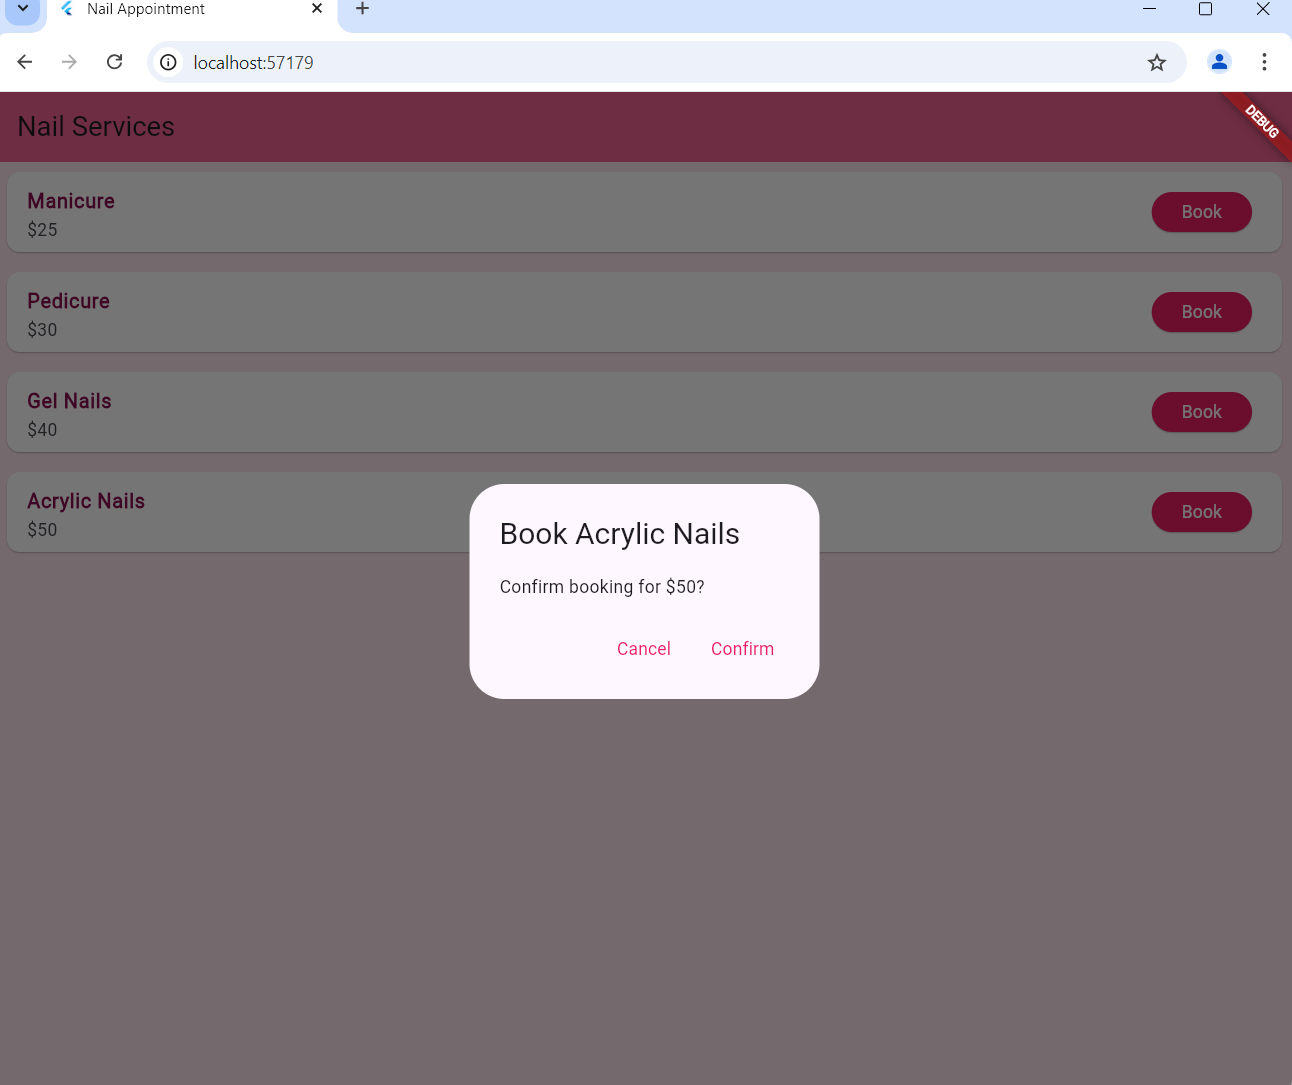 Nail Appointment
localhost:57179
Nail Services
DEBUG
Manicure
$25
Book
Pedicure
$30
Book
Gel Nails
$40
Book
Acrylic Nails
$50
Book
Book Acrylic Nails
Confirm booking for $50?
Cancel Confirm